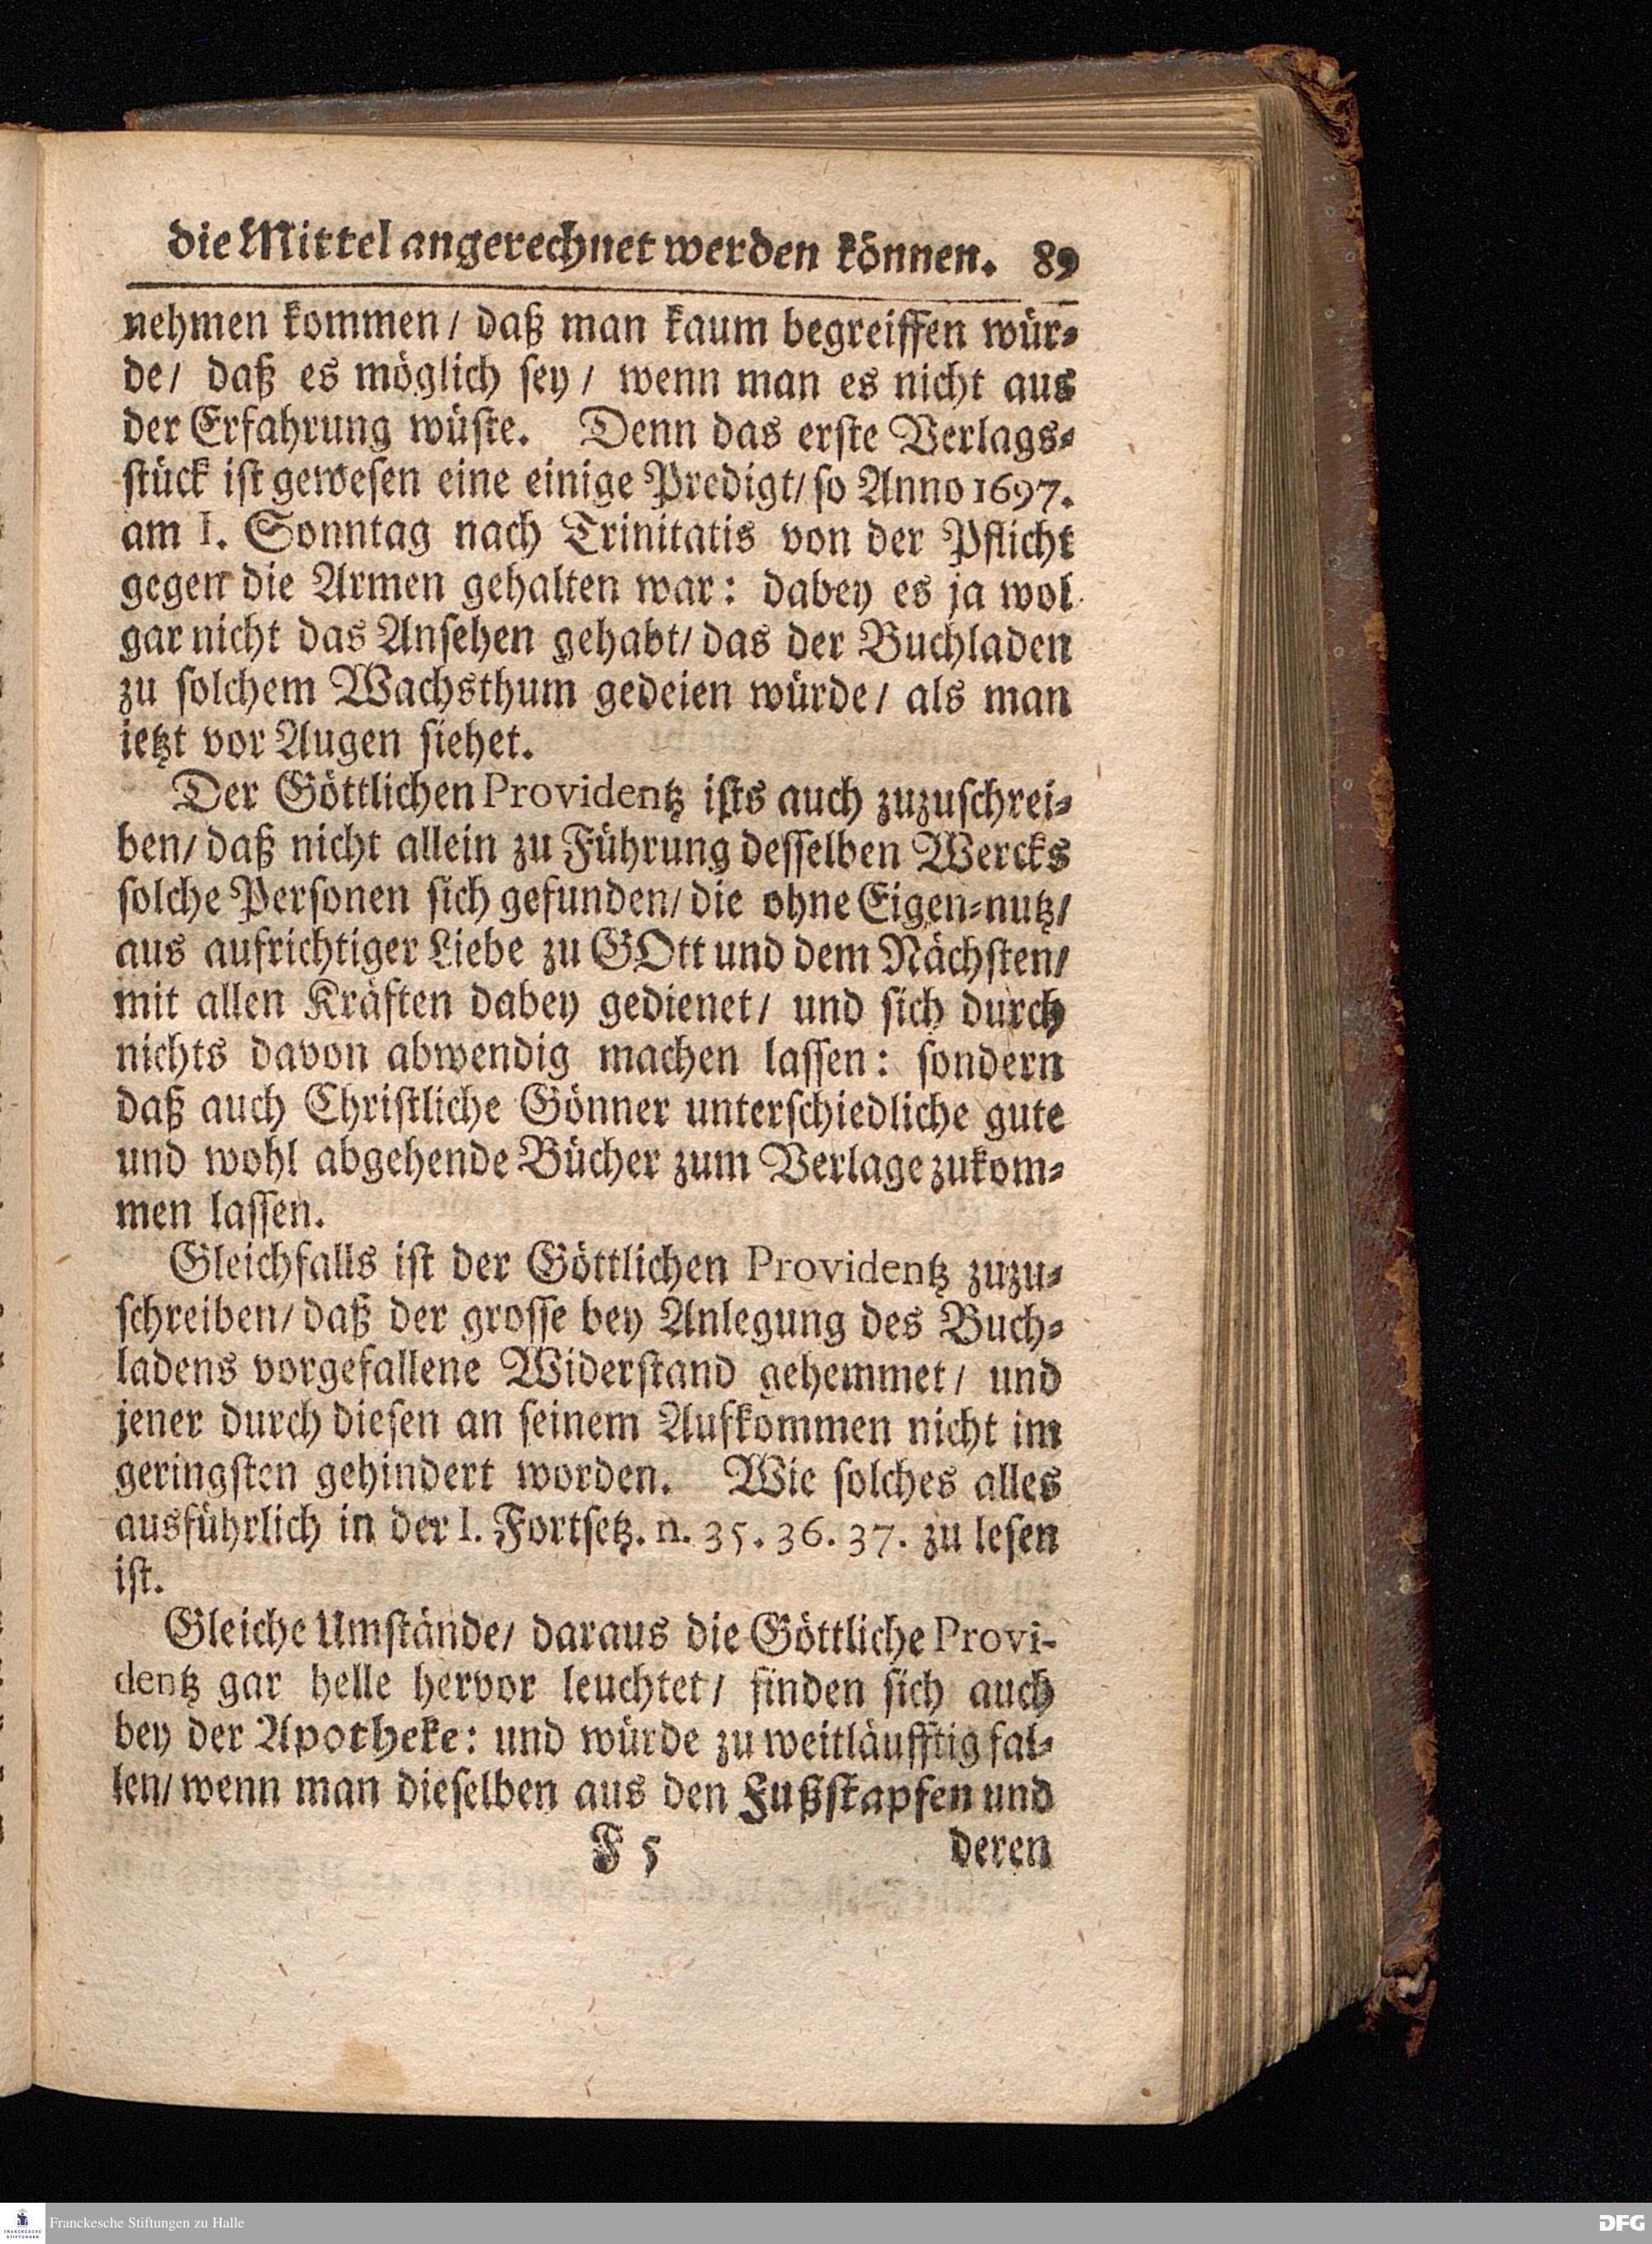 die Mittel angerechnet werden können. 89
nehmen kommen/ daß man kaum begreiffen wür⸗
de/ daß es möglich sey/ wenn man es nicht aus
der Erfahrung wüste. Denn das erste Verlags⸗
stück ist gewesen eine einige Predigt/ so Anno 1697.
am I. Sonntag nach Trinitatis von der Pflicht
gegen die Armen gehalten war: dabey es ja wol
gar nicht das Ansehen gehabt/ das der Buchladen
zu solchem Wachsthum gedeien würde/ als man
ietzt vor Augen siehet.
Der Göttlichen Providentz ists auch zuzuschrei⸗
ben/ daß nicht allein zu Führung desselben Wercks
solche Personen sich gefunden/ die ohne Eigen⸗nutz/
aus aufrichtiger Liebe zu GOtt und dem Nächsten/
mit allen Kräften dabey gedienet/ und sich durch
nichts davon abwendig machen lassen: sondern
daß auch Christliche Gönner unterschiedliche gute
und wohl abgehende Bücher zum Verlage zukom⸗
men lassen.
Gleichfalls ist der Göttlichen Providentz zuzu⸗
schreiben/ daß der grosse bey Anlegung des Buch⸗
ladens vorgefallene Widerstand gehemmet/ und
jener durch diesen an seinem Aufkommen nicht im
geringsten gehindert worden. Wie solches alles
ausführlich in der I. Fortsetz. n. 35. 36. 37. zu lesen
ist.
Gleiche Umstände/ daraus die Göttliche Provi-
dentz gar helle hervor leuchtet/ finden sich auch
bey der Apotheke: und würde zu weitläufftig fal⸗
len/ wenn man dieselben aus den Fußstapfen und
F 5 deren
FRANCKESCHE
STIFTUNGEN
Franckesche Stiftungen zu Halle
DFG